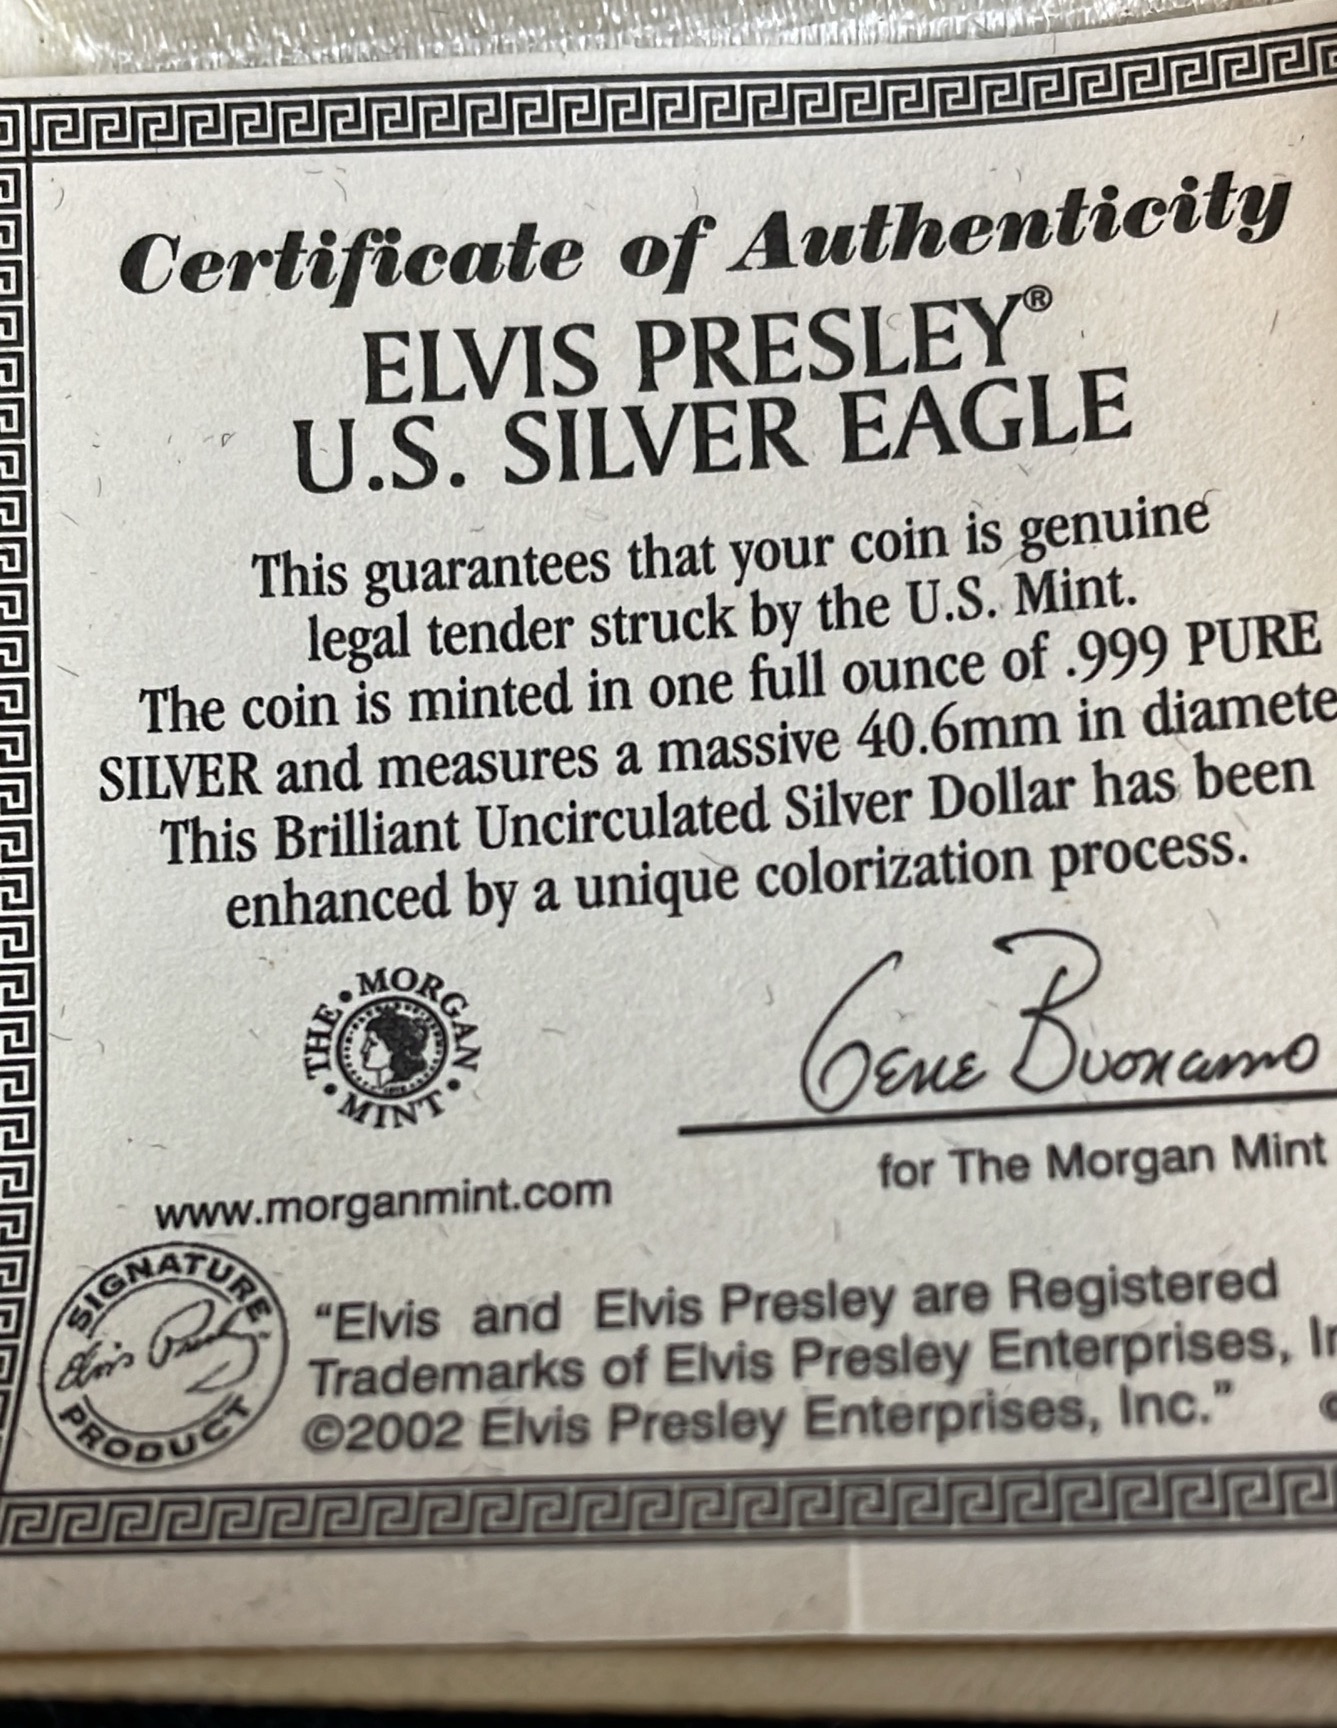 Certificate of Authenticity
ELVIS PRESLEY®
U.S. SILVER EAGLE
This guarantees that your coin is genuine
legal tender struck by the U.S. Mint.
The coin is minted in one full ounce of .999 PURE
SILVER and measures a massive 40.6mm in diamete
This Brilliant Uncirculated Silver Dollar has been
enhanced by a unique colorization process.
THE • MORGAN • MINT •
Gene Buonamo
for The Morgan Mint
www.morganmint.com
SIGNATURE
Elvis Presley
PRODUCT
“Elvis and Elvis Presley are Registered
Trademarks of Elvis Presley Enterprises, In
©2002 Elvis Presley Enterprises, Inc.”